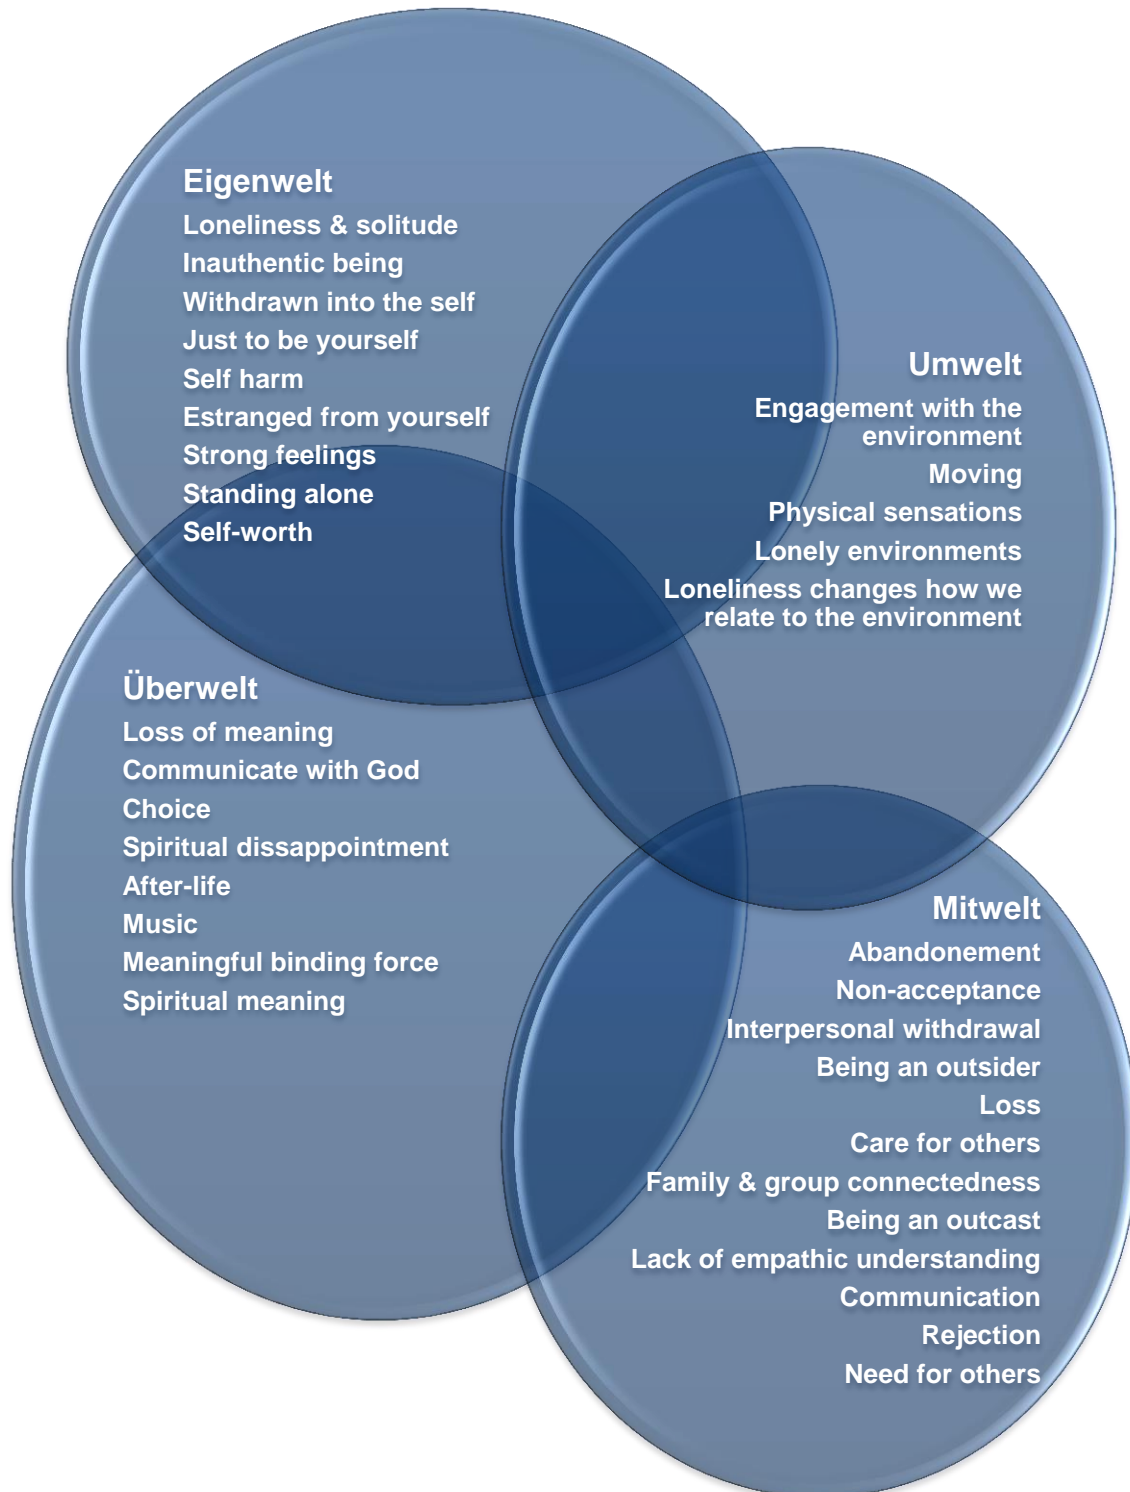 Eigenwelt
Loneliness & solitude
Inauthentic being
Withdrawn into the self
Just to be yourself
Self harm
Estranged from yourself
Strong feelings
Standing alone
Self-worth
Umwelt
Engagement with the
environment
Moving
Physical sensations
Lonely environments
Loneliness changes how we
relate to the environment
Überwelt
Loss of meaning
Communicate with God
Choice
Spiritual dissappointment
After-life
Music
Meaningful binding force
Spiritual meaning
Mitwelt
Abandonement
Non-acceptance
Interpersonal withdrawal
Being an outsider
Loss
Care for others
Family & group connectedness
Being an outcast
Lack of empathic understanding
Communication
Rejection
Need for others